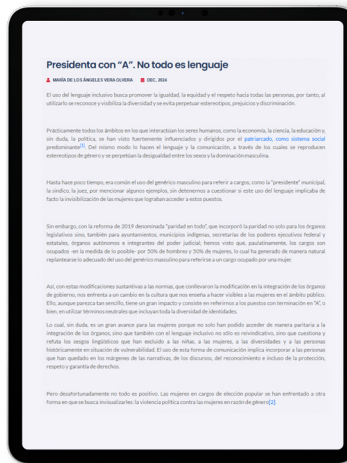 Presidenta con “A”. No todo es lenguaje
MARÍA DE LOS ÁNGELES VERA OLVERA DEC, 2024
El uso del lenguaje inclusivo busca promover la igualdad, la equidad y el respeto hacia todas las personas, por tanto, al
utilizarlo se reconoce y visibiliza la diversidad y se evita perpetuar estereotipos, prejuicios y discriminación.
Prácticamente todos los ámbitos en los que interactúan los seres humanos, como la economía, la ciencia, la educación y,
sin duda, la política, se han visto fuertemente influenciados y dirigidos por el patriarcado, como sistema social
predominante[1]. Del mismo modo lo hacen el lenguaje y la comunicación, a través de los cuales se reproducen
estereotipos de género y se perpetúan la desigualdad entre los sexos y la dominación masculina.
Hasta hace poco tiempo, era común el uso del genérico masculino para referir a cargos, como la “presidente” municipal,
la síndico, la juez, por mencionar algunos ejemplos, sin detenernos a cuestionar si este uso del lenguaje implicaba de
facto la invisibilización de las mujeres que lograban acceder a estos puestos.
Sin embargo, con la reforma de 2019 denominada “paridad en todo”, que incorporó la paridad no solo para los órganos
legislativos sino, también para ayuntamientos, municipios indígenas, secretarías de los poderes ejecutivos federal y
estatales, órganos autónomos e integrantes del poder judicial; hemos visto que, paulatinamente, los cargos son
ocupados -en la medida de lo posible- por 50% de hombres y 50% de mujeres, lo cual ha generado de manera natural
replantearse lo adecuado del uso del genérico masculino para referirse a un cargo ocupado por una mujer.
Así, con estas modificaciones sustantivas a las normas, que conllevaron la modificación en la integración de los órganos
de gobierno, nos enfrenta a un cambio en la cultura que nos enseña a hacer visibles a las mujeres en el ámbito público.
Ello, aunque parezca tan sencillo, tiene un gran impacto y consiste en referirnos a los puestos con terminación en “A”, o
bien, en utilizar términos neutrales que incluyan toda la diversidad de identidades.
Lo cual, sin duda, es un gran avance para las mujeres porque no solo han podido acceder de manera paritaria a la
integración de los órganos, sino que también con el lenguaje inclusivo no sólo es reivindicativo, sino que cuestiona y
refuta los sesgos lingüísticos que han excluido a las niñas, a las mujeres, a las diversidades y a las personas
históricamente en situación de vulnerabilidad. El uso de esta forma de comunicación implica incorporar a las personas
que han quedado en los márgenes de las narrativas, de los discursos, del reconocimiento e incluso de la protección,
respeto y garantía de derechos.
Pero desafortunadamente no todo es positivo. Las mujeres en cargos de elección popular se han enfrentado a otra
forma en que se busca invisualizarlas: la violencia política contra las mujeres en razón de género[2].